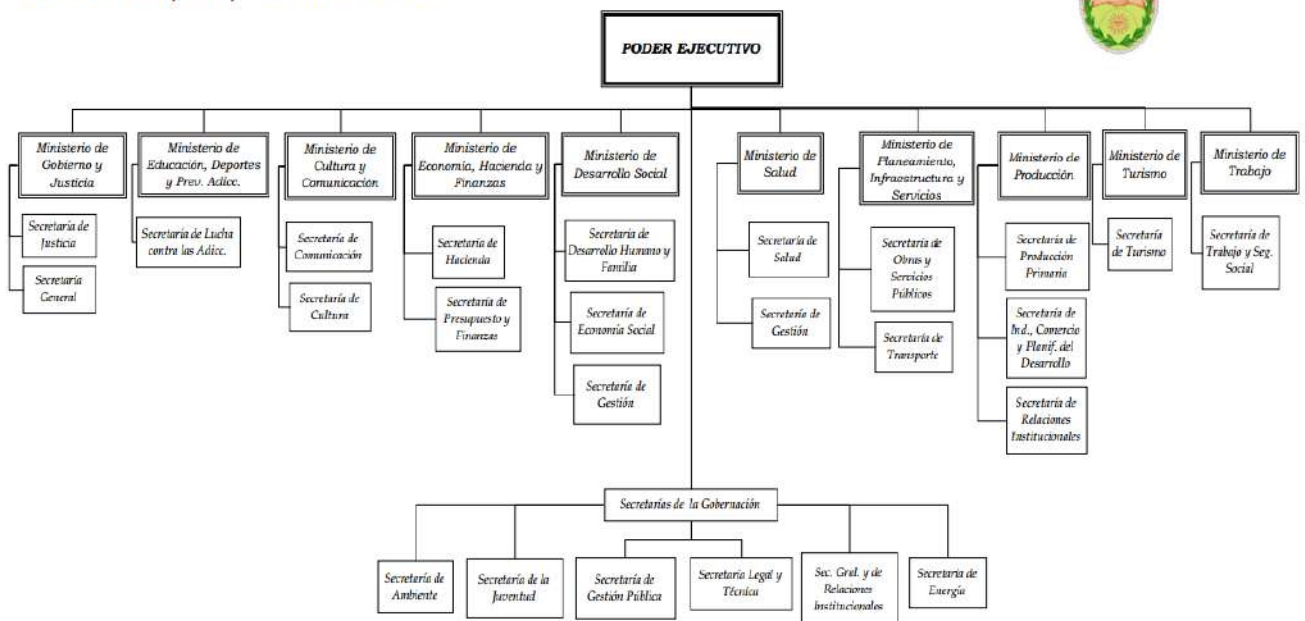 PODER EJECUTIVO
Ministerio de
Gobierno y
Justicia
Ministerio de
Educación, Deportes
y Prev. Adicc.
Ministerio de
Cultura y
Comunicación
Ministerio de
Economía, Hacienda y
Finanzas
Ministerio de
Desarrollo Social
Ministerio de
Salud
Ministerio de
Planeamiento,
Infraestructura y
Servicios
Ministerio de
Producción
Ministerio de
Turismo
Ministerio de
Trabajo
Secretaría de
Justicia
Secretaría
General
Secretaría de Lucha
contra las Adicc.
Secretaría de
Comunicación
Secretaría de
Cultura
Secretaría de
Hacienda
Secretaría de
Presupuesto y
Finanzas
Secretaría de
Desarrollo Humano y
Familia
Secretaría de
Economía Social
Secretaría de
Gestión
Secretaría de
Salud
Secretaría de
Gestión
Secretaría de
Obras y
Servicios
Públicos
Secretaría de
Transporte
Secretaría de
Producción
Primaria
Secretaría de
Ind., Comercio
y Planif. del
Desarrollo
Secretaría de
Relaciones
Institucionales
Secretaría
de Turismo
Secretaría de
Trabajo y Seg.
Social
Secretarías de la Gobernación
Secretaría de
Ambiente
Secretaría de la
Juventud
Secretaría de
Gestión Pública
Secretaría Legal y
Técnica
Sec. Gral. y de
Relaciones
Institucionales
Secretaría de
Energía